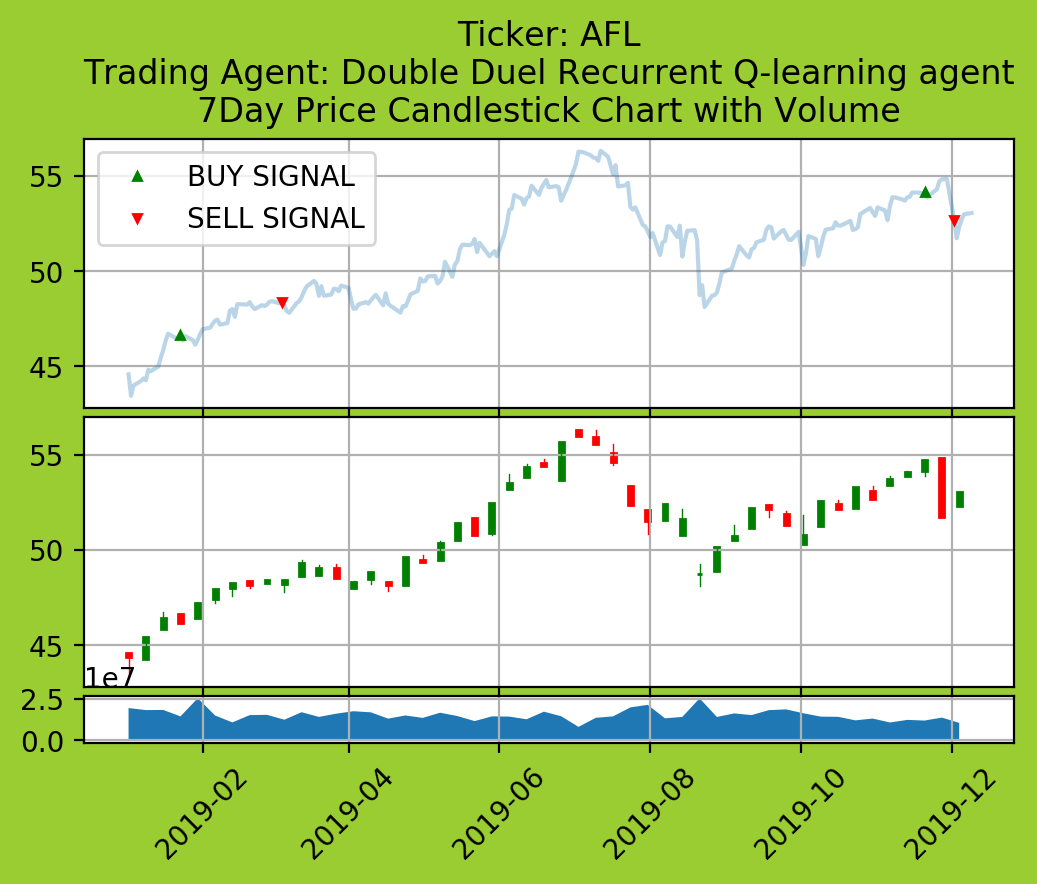 Ticker: AFL
Trading Agent: Double Duel Recurrent Q-learning agent
7Day Price Candlestick Chart with Volume
BUY SIGNAL
SELL SIGNAL
55
50
45
55
50
45
1e7
2.5
0.0
2019-02
2019-04
2019-06
2019-08
2019-10
2019-12